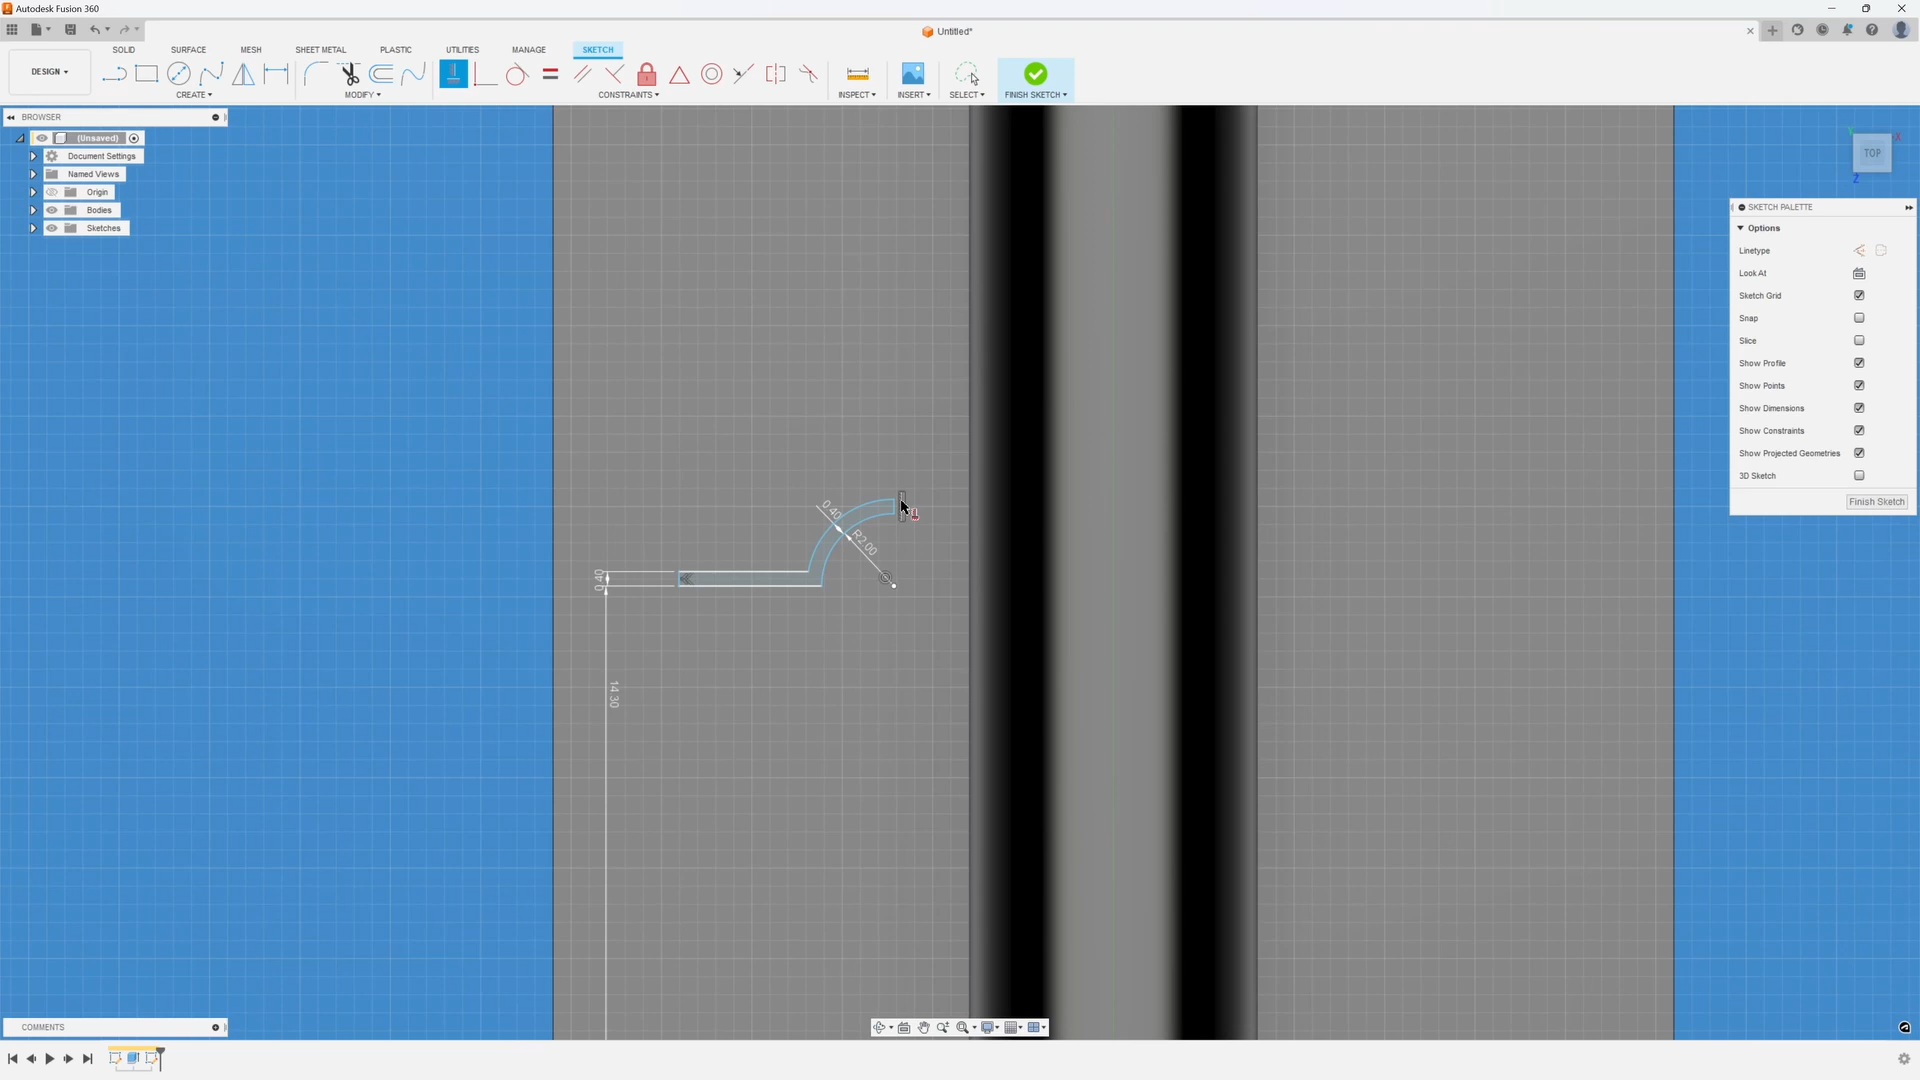 Autodesk Fusion 360
Untitled*
DESIGN
SOLID
SURFACE
MESH
SHEET METAL
PLASTIC
UTILITIES
MANAGE
SKETCH
CREATE
MODIFY
CONSTRAINTS
INSPECT
INSERT
SELECT
FINISH SKETCH
BROWSER
(Unsaved)
Document Settings
Named Views
Origin
Bodies
Sketches
Y
X
TOP
Z
SKETCH PALETTE
Options
Linetype
Look At
Sketch Grid
Snap
Slice
Show Profile
Show Points
Show Dimensions
Show Constraints
Show Projected Geometries
3D Sketch
Finish Sketch
0.40
R2.00
0.40
14.30
COMMENTS